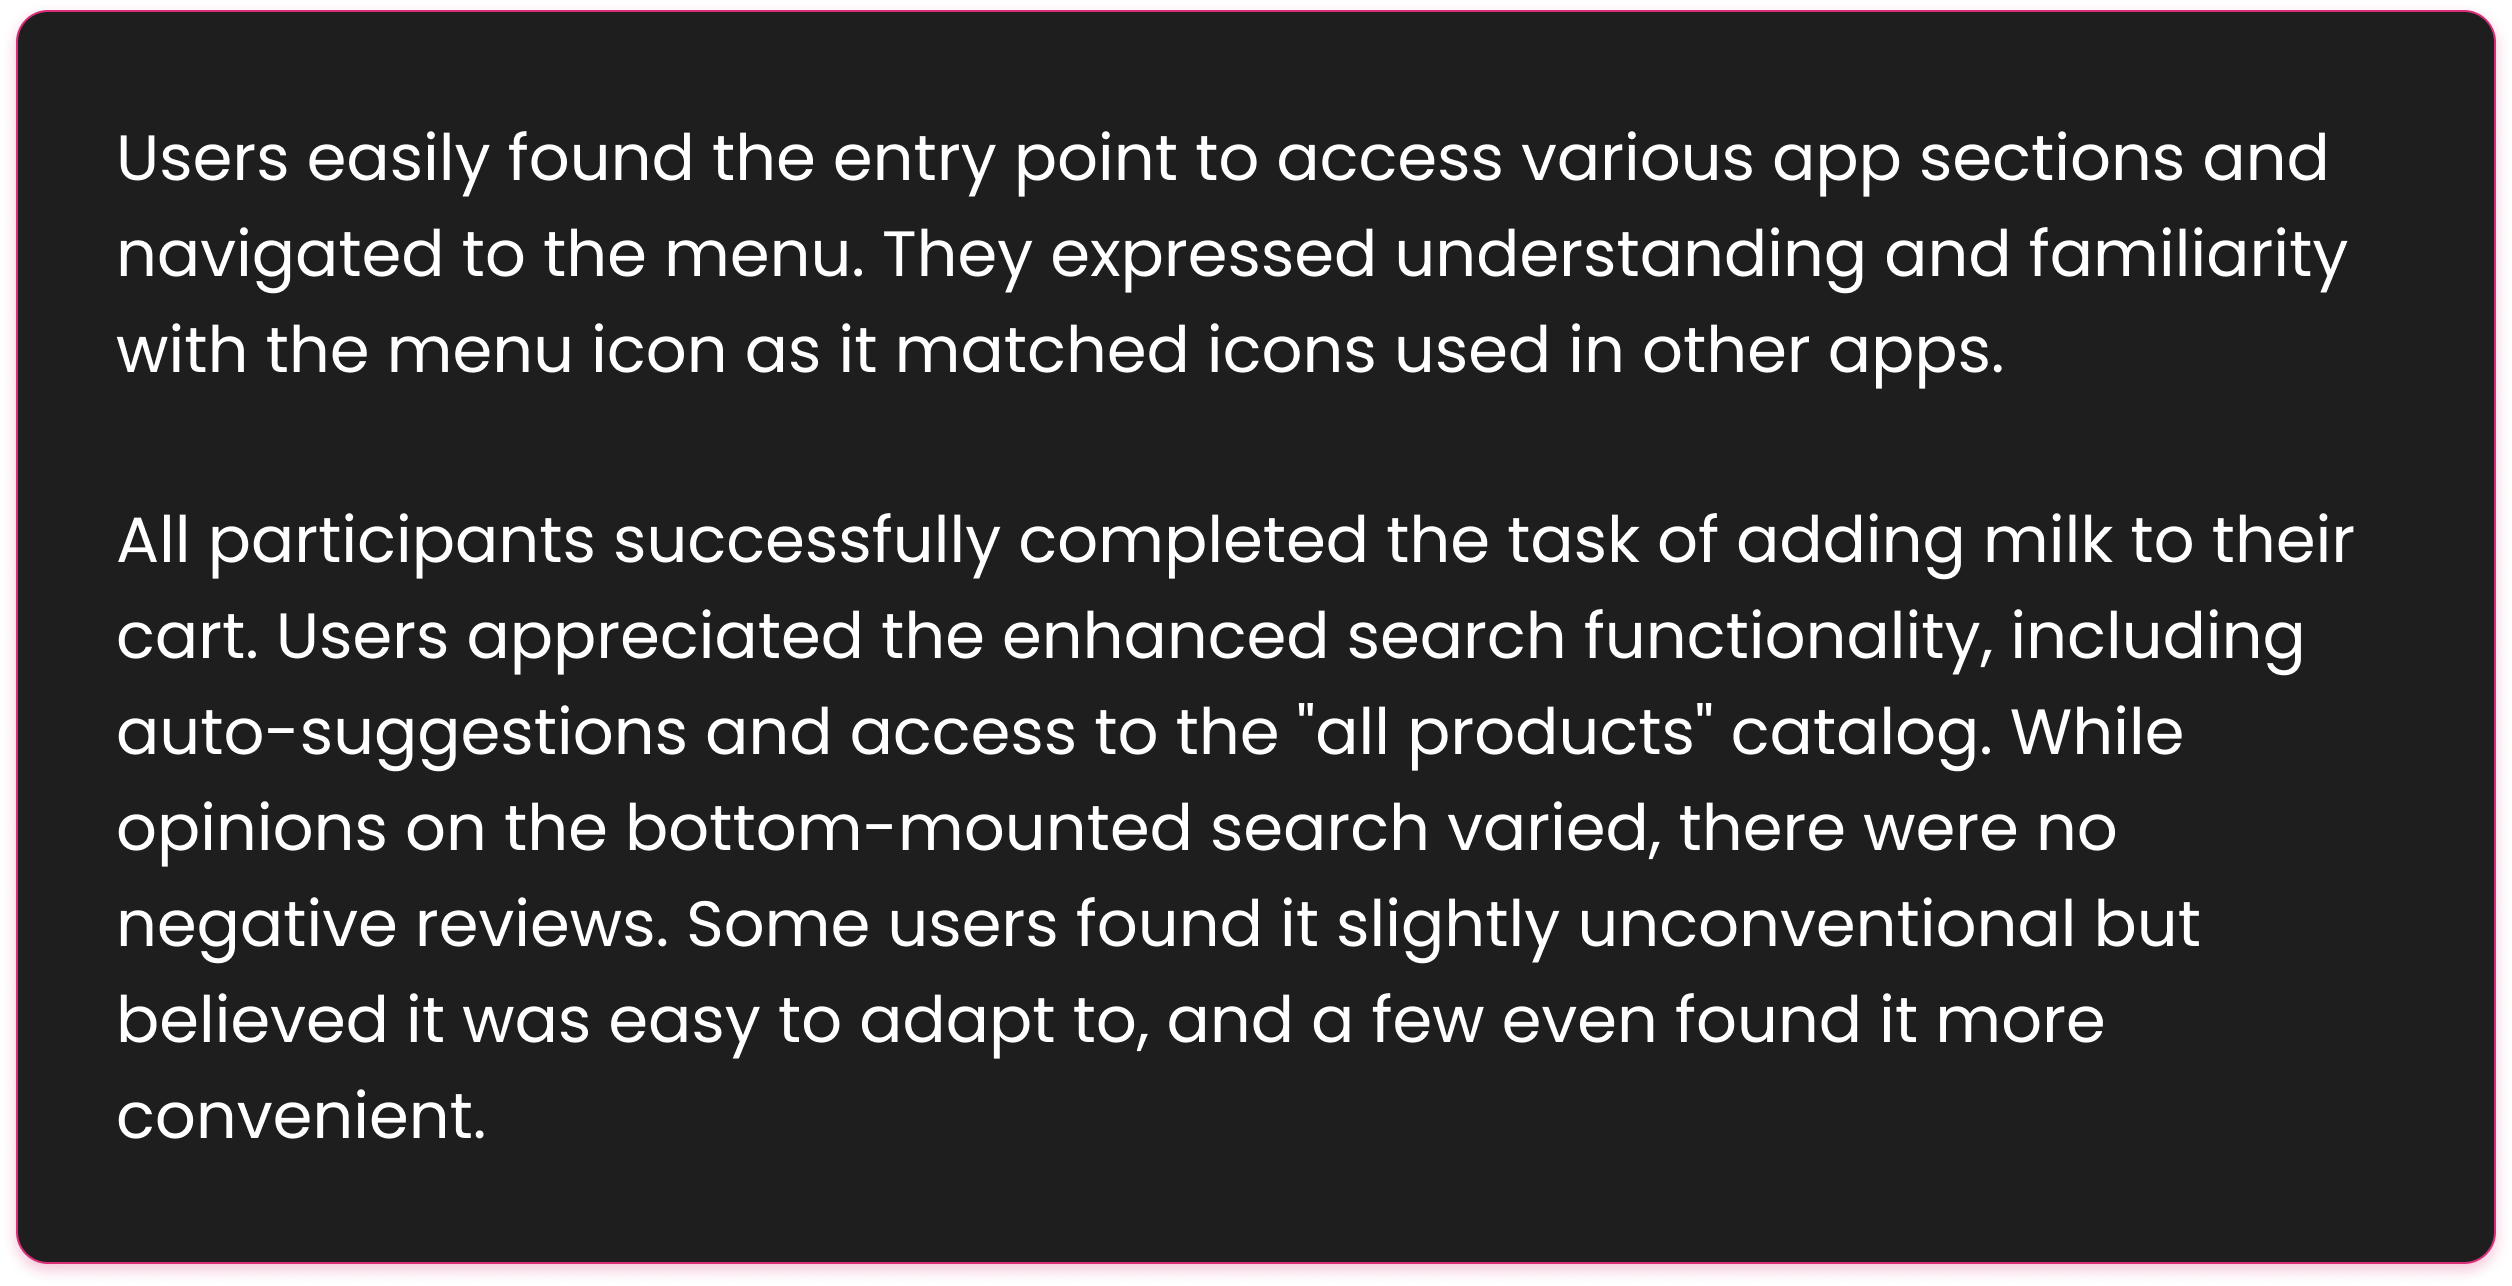 Users easily found the entry point to access various app sections and
navigated to the menu.They expressed understanding and familiarity
with the menu icon as it matched icons used in other apps.
All participants successfully completed the task of adding milk to their
cart. Users appreciated the enhanced search functionality, including
auto-suggestions and access to the "all products" catalog. While
opinions on the bottom-mounted search varied, there were no
negative reviews. Some users found it slightly unconventional but
believed it was easy to adapt to, and a few even found it more
convenient.